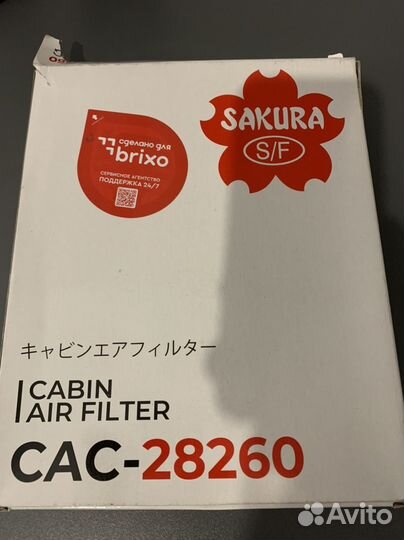 SAKURA
S/F
сделано для
brixo
СЕРВИСНОЕ АГЕНТСТВО
ПОДДЕРЖКА 24/7
キャビンエアフィルター
CABIN
AIR FILTER
CAC-28260
Avito